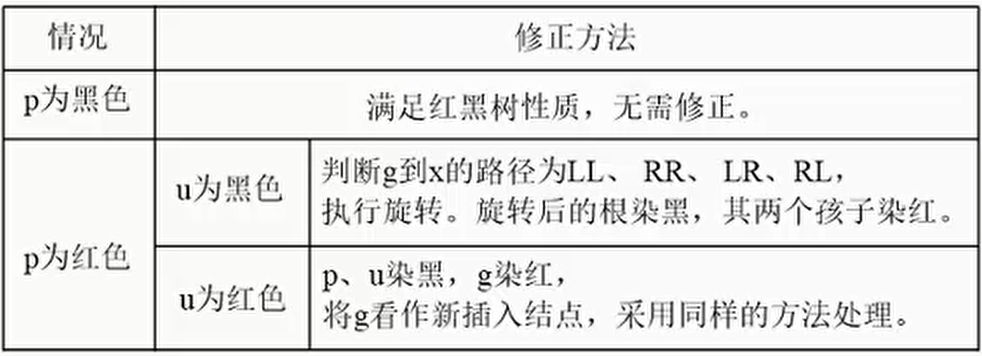 情况
修正方法
p为黑色
满足红黑树性质，无需修正。
p为红色
u为黑色
判断g到x的路径为LL、 RR、 LR、RL，
执行旋转。旋转后的根染黑，其两个孩子染红。
u为红色
p、u染黑，g染红，
将g看作新插入结点，采用同样的方法处理。